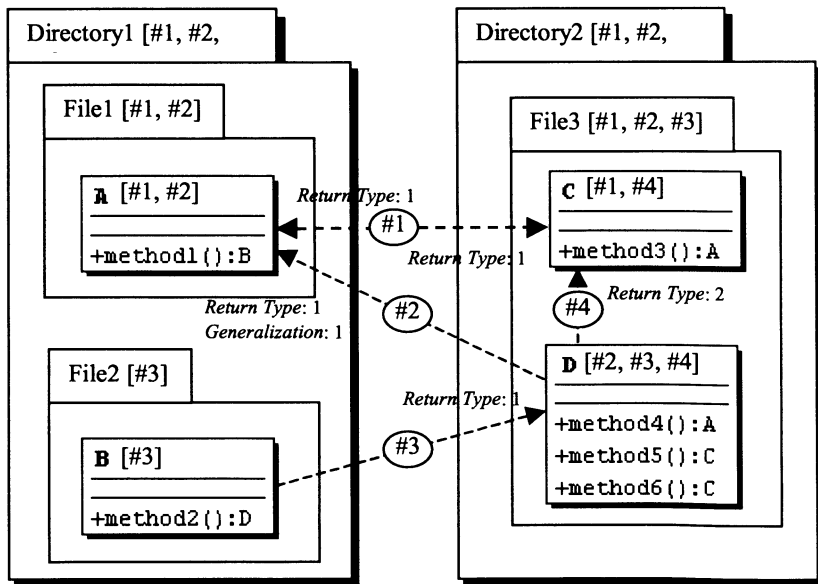 Directory1 [#1, #2,
File1 [#1, #2]
A [#1, #2]
+method1():B
File2 [#3]
B [#3]
+method2():D
Return Type: 1
#1
Return Type: 1
Return Type: 1
Generalization: 1
#2
Return Type: 1
#3
Directory2 [#1, #2,
File3 [#1, #2, #3]
C [#1, #4]
+method3():A
#4
Return Type: 2
D [#2, #3, #4]
+method4():A
+method5():C
+method6():C